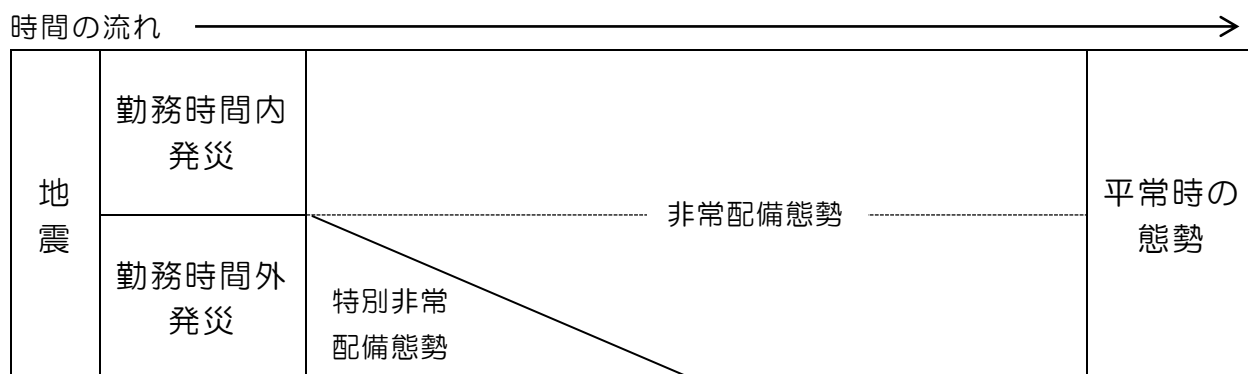 時間の流れ
地
震
勤務時間内
発災
勤務時間外
発災
非常配備態勢
特別非常
配備態勢
平常時の
態勢